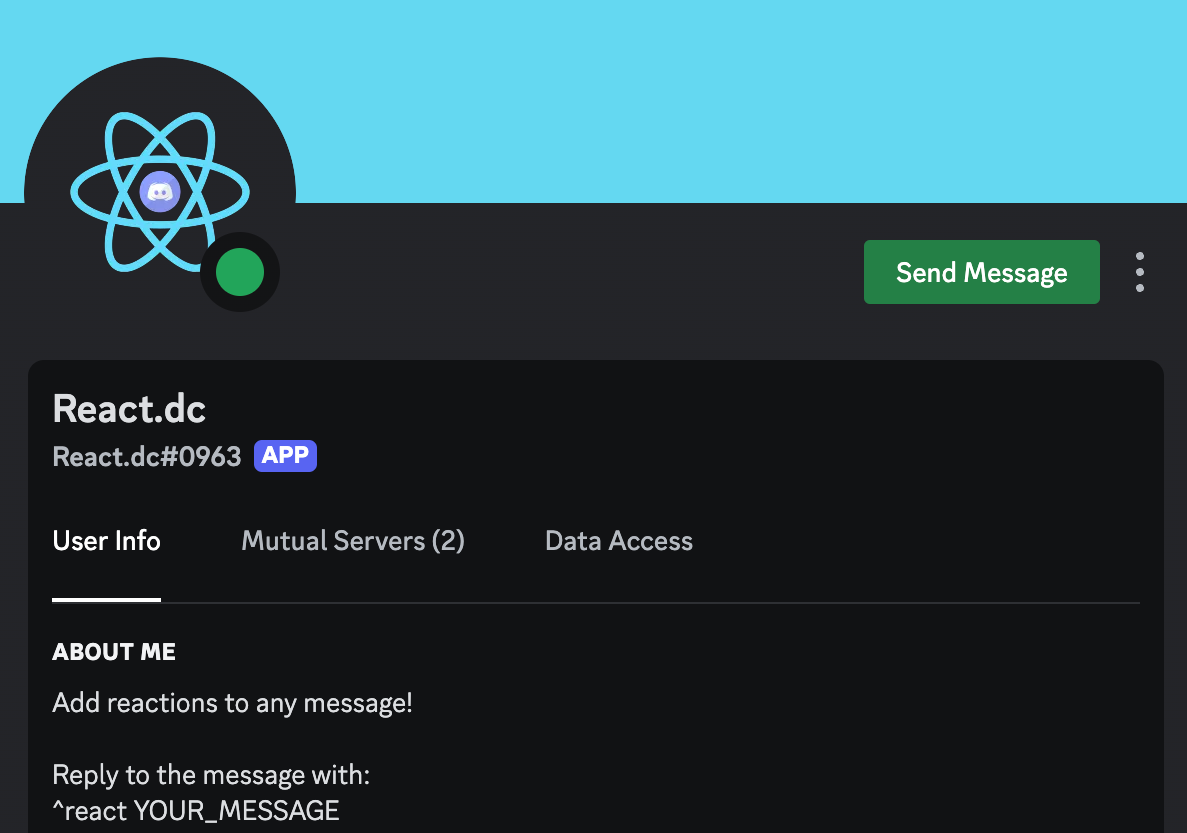 Send Message
React.dc
React.dc#0963 APP
User Info Mutual Servers (2) Data Access
ABOUT ME
Add reactions to any message!
Reply to the message with:
^react YOUR_MESSAGE